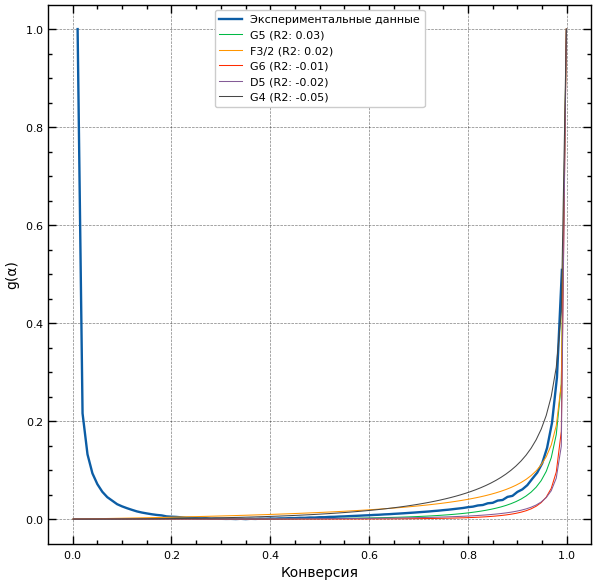 Экспериментальные данные
G5 (R2: 0.03)
F3/2 (R2: 0.02)
G6 (R2: -0.01)
D5 (R2: -0.02)
G4 (R2: -0.05)
1.0
0.8
0.6
0.4
0.2
0.0
g(α)
0.0 0.2 0.4 0.6 0.8 1.0
Конверсия